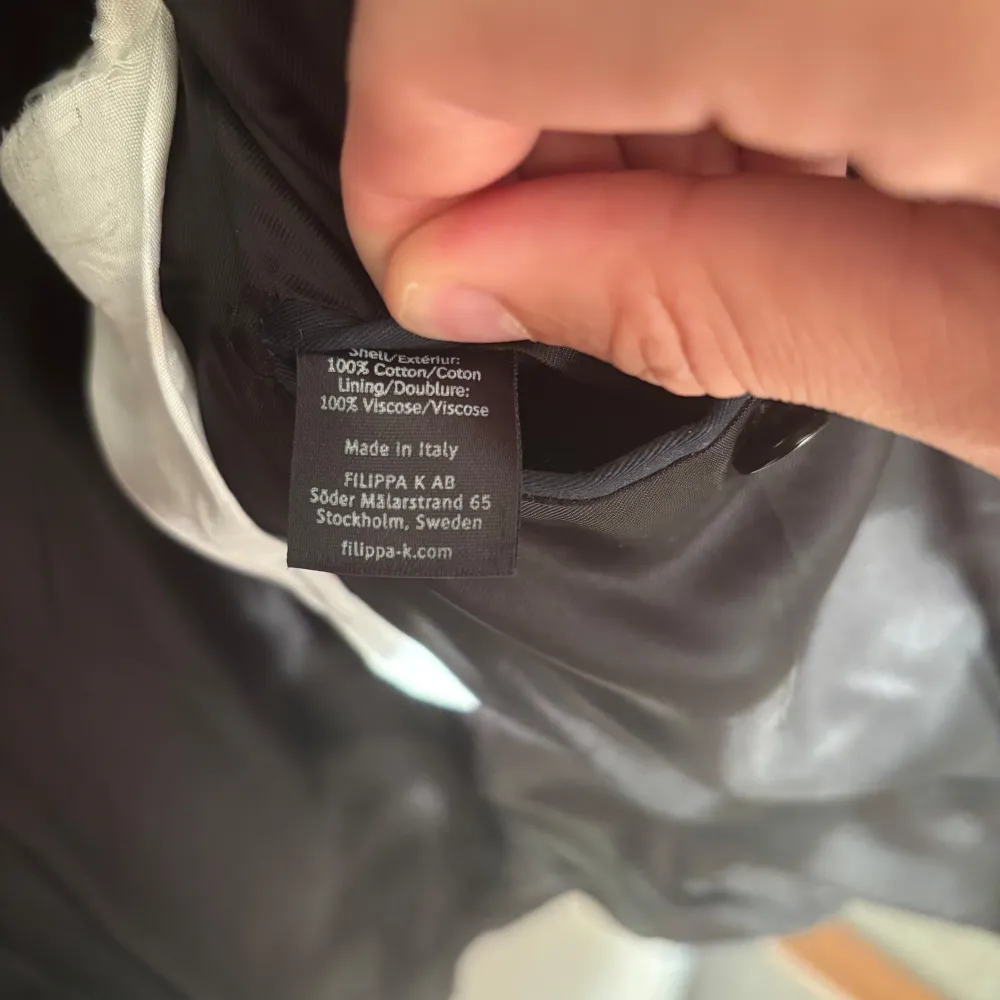 Shell/Extériur:
100% Cotton/Coton
Lining/Doublure:
100% Viscose/Viscose
Made in Italy
FILIPPA K AB
Söder Mälarstrand 65
Stockholm, Sweden
filippa-k.com